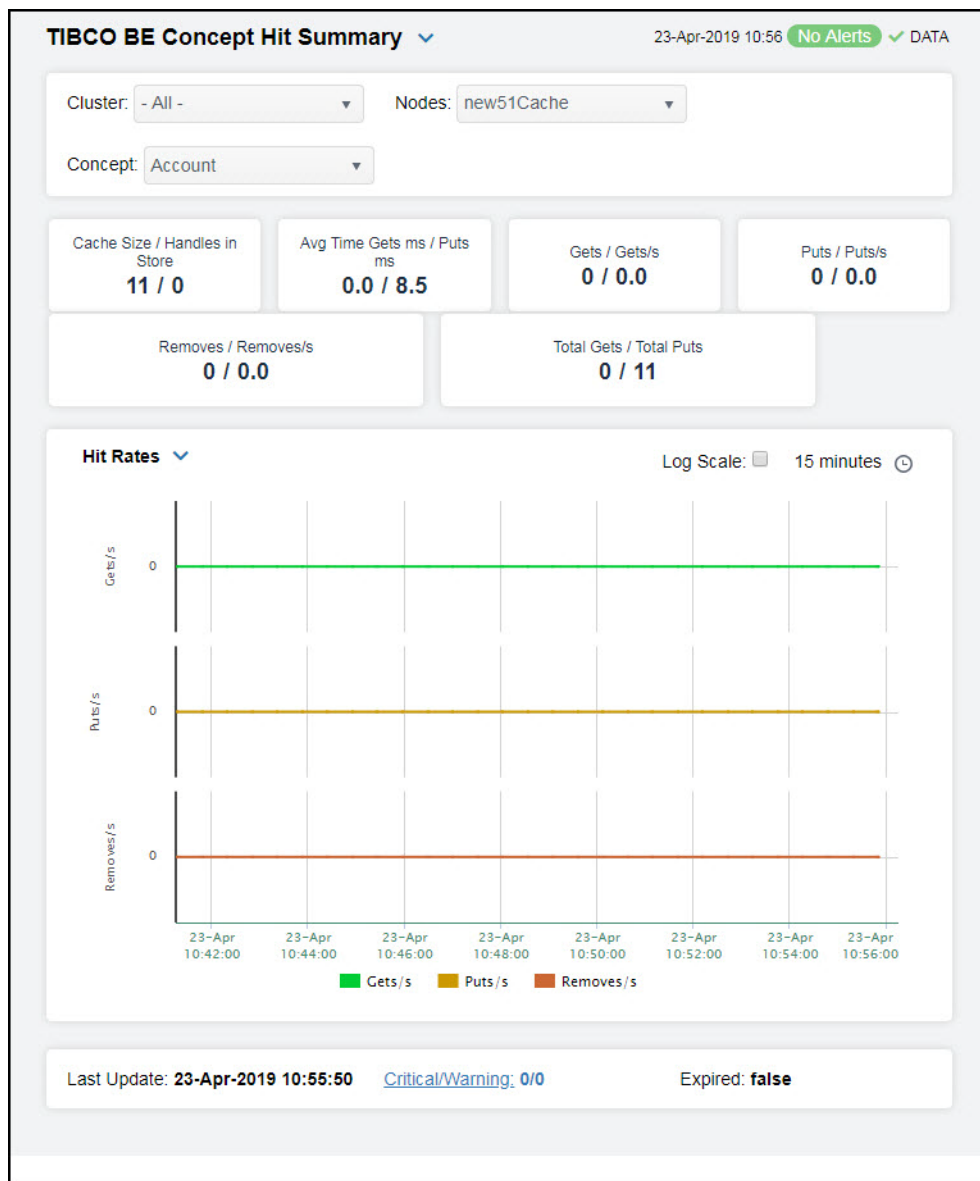 TIBCO BE Concept Hit Summary
23-Apr-2019 10:56 No Alerts DATA
Cluster: - All - Nodes: new51Cache
Concept: Account
Cache Size / Handles in
Store
11 / 0
Avg Time Gets ms / Puts
ms
0.0 / 8.5
Gets / Gets/s
0 / 0.0
Puts / Puts/s
0 / 0.0
Removes / Removes/s
0 / 0.0
Total Gets / Total Puts
0 / 11
Hit Rates
Log Scale: 15 minutes
Gets/s
0
Puts/s
0
Removes/s
0
23-Apr 23-Apr 23-Apr 23-Apr 23-Apr 23-Apr 23-Apr 23-Apr
10:42:00 10:44:00 10:46:00 10:48:00 10:50:00 10:52:00 10:54:00 10:56:00
Gets/s Puts/s Removes/s
Last Update: 23-Apr-2019 10:55:50 Critical/Warning: 0/0 Expired: false